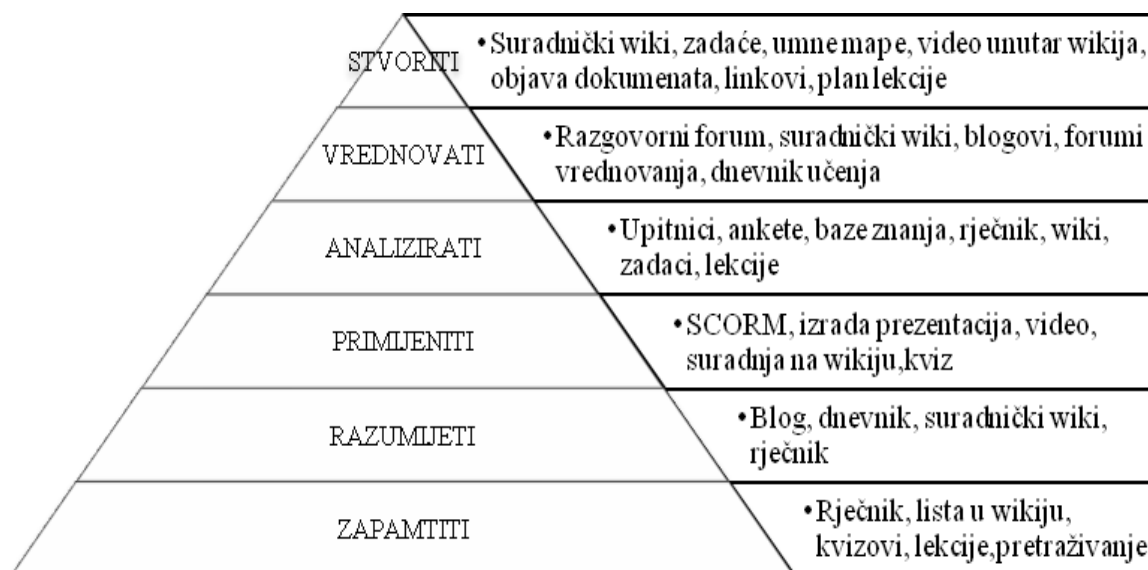 STVORITI
• Suradnički wiki, zadaće, umne mape, video unutar wikija,
objava dokumenata, linkovi, plan lekcije
VREDNOVATI
• Razgovorni forum, suradnički wiki, blogovi, forumi
vrednovanja, dnevnik učenja
ANALIZIRATI
• Upitnici, ankete, baze znanja, rječnik, wiki,
zadaci, lekcije
PRIMIJENITI
• SCORM, izrada prezentacija, video,
suradnja na wikiju,kviz
RAZUMIJETI
• Blog, dnevnik, suradnički wiki,
rječnik
ZAPAMTITI
• Rječnik, lista u wikiju,
kvizovi, lekcije,pretraživanje